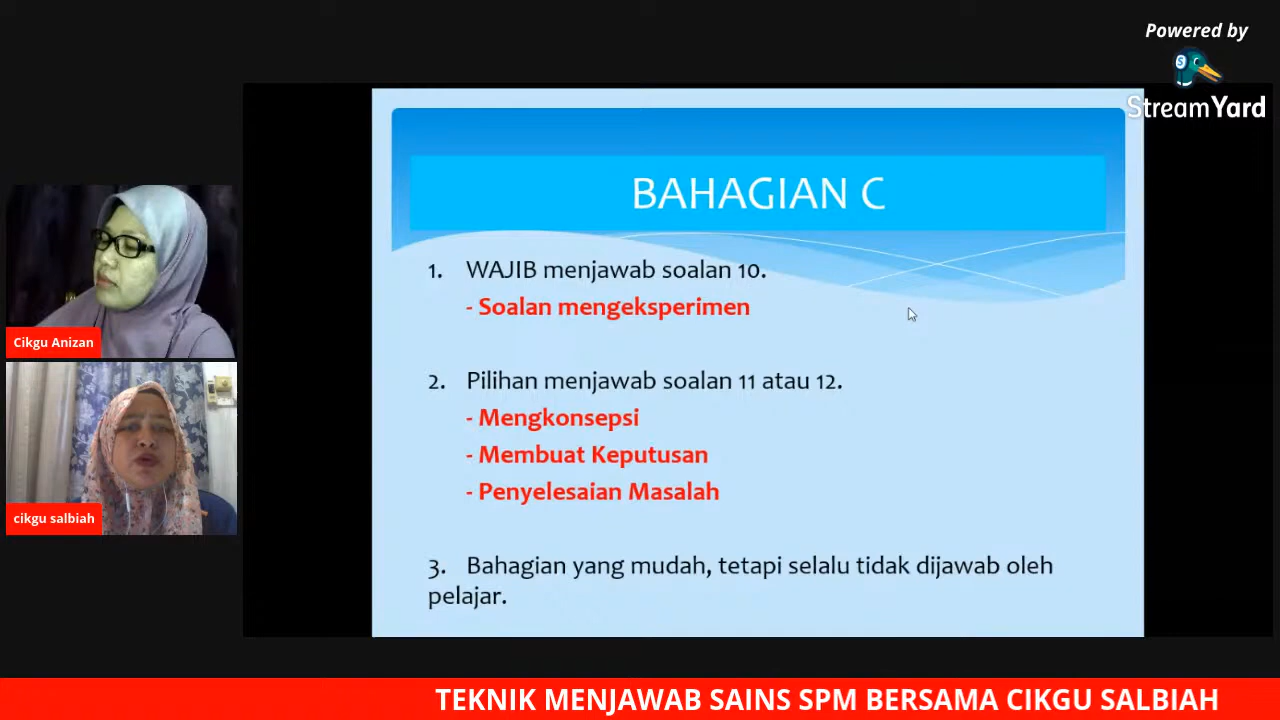 Powered by
StreamYard
BAHAGIAN C
1. WAJIB menjawab soalan 10.
- Soalan mengeksperimen
2. Pilihan menjawab soalan 11 atau 12.
- Mengkonsepsi
- Membuat Keputusan
- Penyelesaian Masalah
3. Bahagian yang mudah, tetapi selalu tidak dijawab oleh
pelajar.
Cikgu Anizan
cikgu salbiah
TEKNIK MENJAWAB SAINS SPM BERSAMA CIKGU SALBIAH